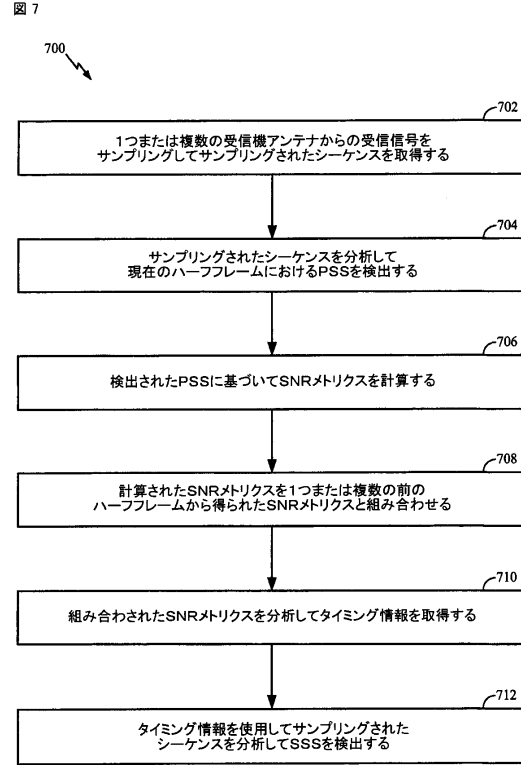 図 7
700
702
1つまたは複数の受信機アンテナからの受信信号を
サンプリングしてサンプリングされたシーケンスを取得する
704
サンプリングされたシーケンスを分析して
現在のハーフフレームにおけるPSSを検出する
706
検出されたPSSに基づいてSNRメトリクスを計算する
708
計算されたSNRメトリクスを1つまたは複数の前の
ハーフフレームから得られたSNRメトリクスと組み合わせる
710
組み合わされたSNRメトリクスを分析してタイミング情報を取得する
712
タイミング情報を使用してサンプリングされた
シーケンスを分析してSSSを検出する